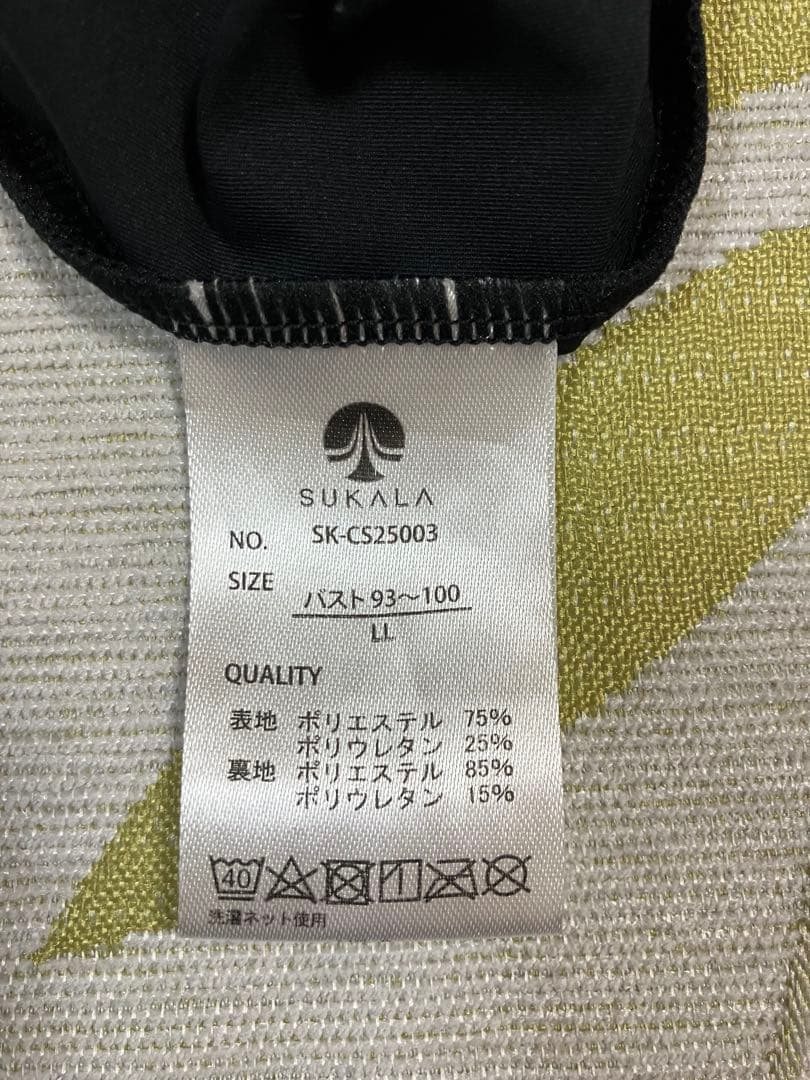 SUKALA
NO. SK-CS25003
SIZE バスト 93〜100
LL
QUALITY
表地 ポリエステル 75%
ポリウレタン 25%
裏地 ポリエステル 85%
ポリウレタン 15%
40
洗濯ネット使用